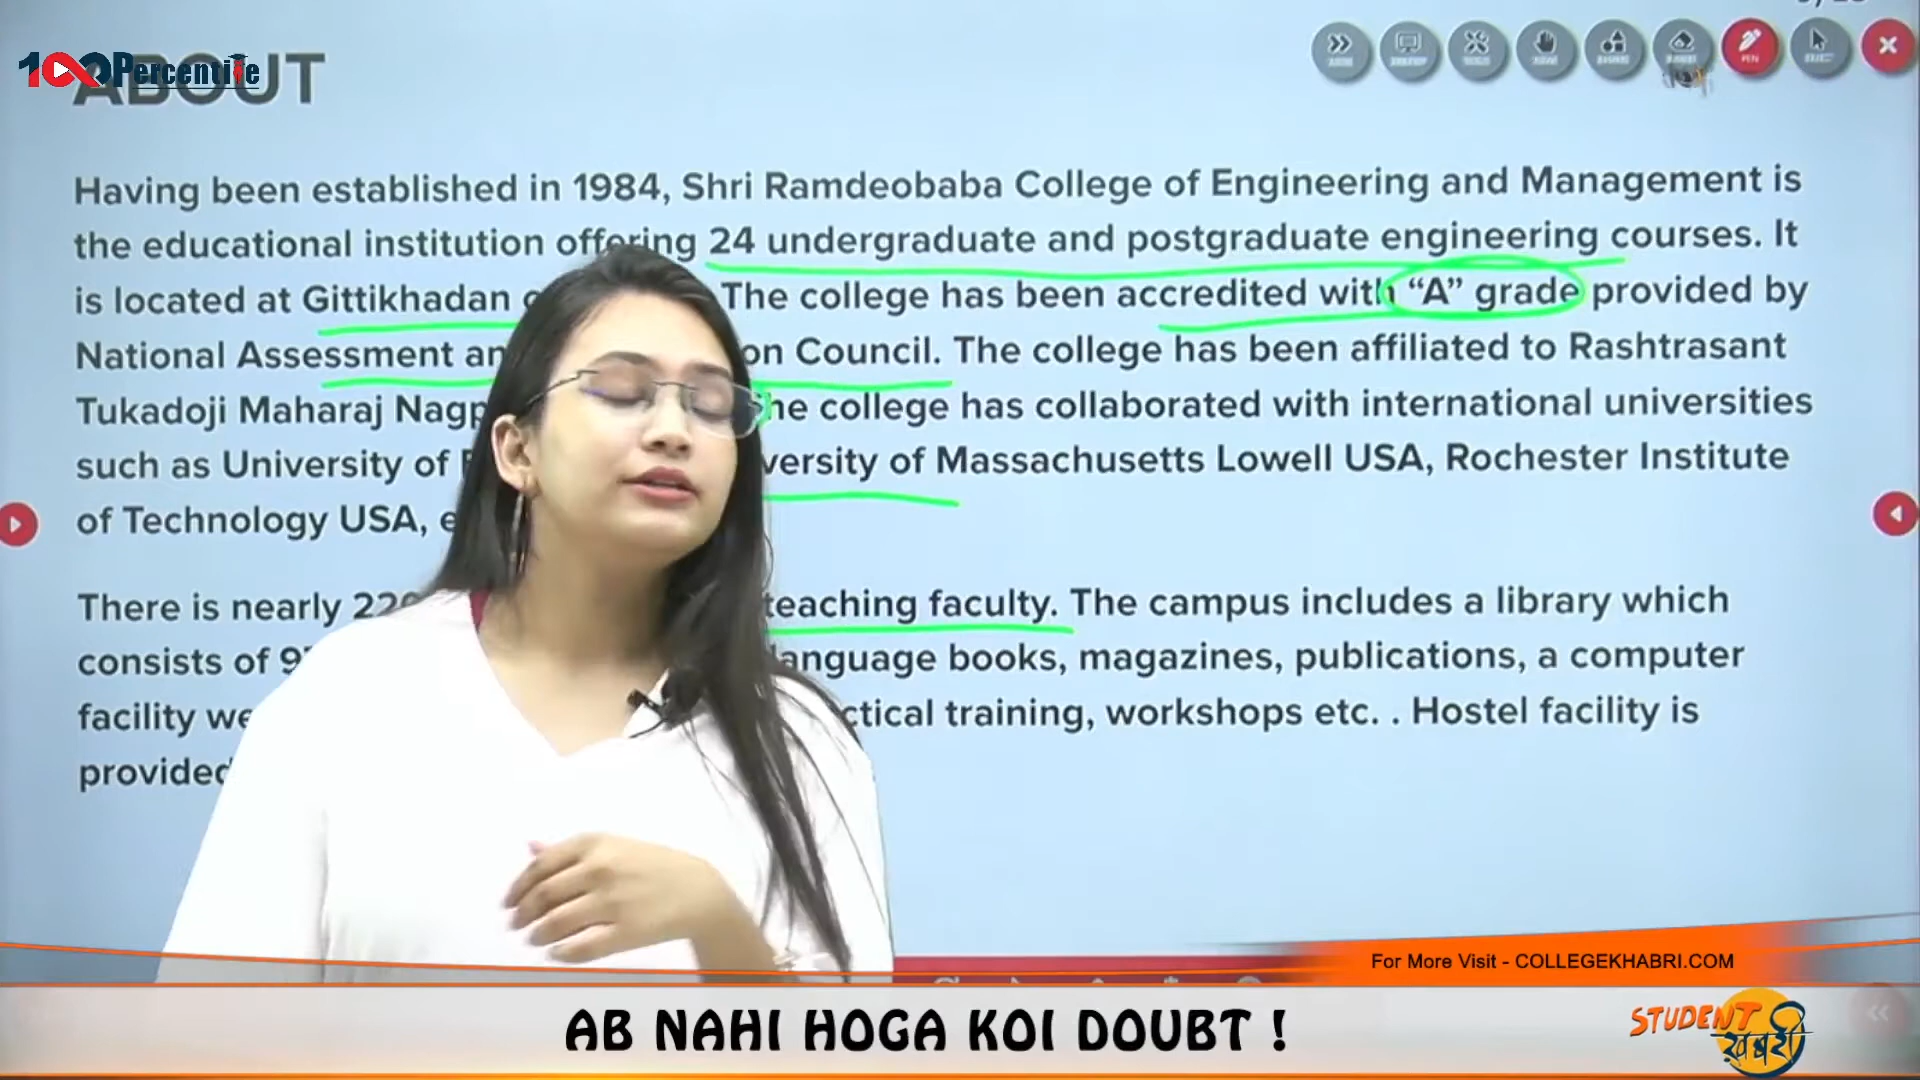 100Percentile
ABOUT
PEN
Having been established in 1984, Shri Ramdeobaba College of Engineering and Management is
the educational institution offering 24 undergraduate and postgraduate engineering courses. It
is located at Gittikhadan The college has been accredited with “A” grade provided by
National Assessment on Council. The college has been affiliated to Rashtrasant
Tukadoji Maharaj The college has collaborated with international universities
such as University of versity of Massachusetts Lowell USA, Rochester Institute
of Technology USA,
There is nearly 220 teaching faculty. The campus includes a library which
consists of language books, magazines, publications, a computer
facility ctical training, workshops etc. . Hostel facility is
provided
For More Visit - COLLEGEKHABRI.COM
AB NAHI HOGA KOI DOUBT !
STUDENT
ख़बरी